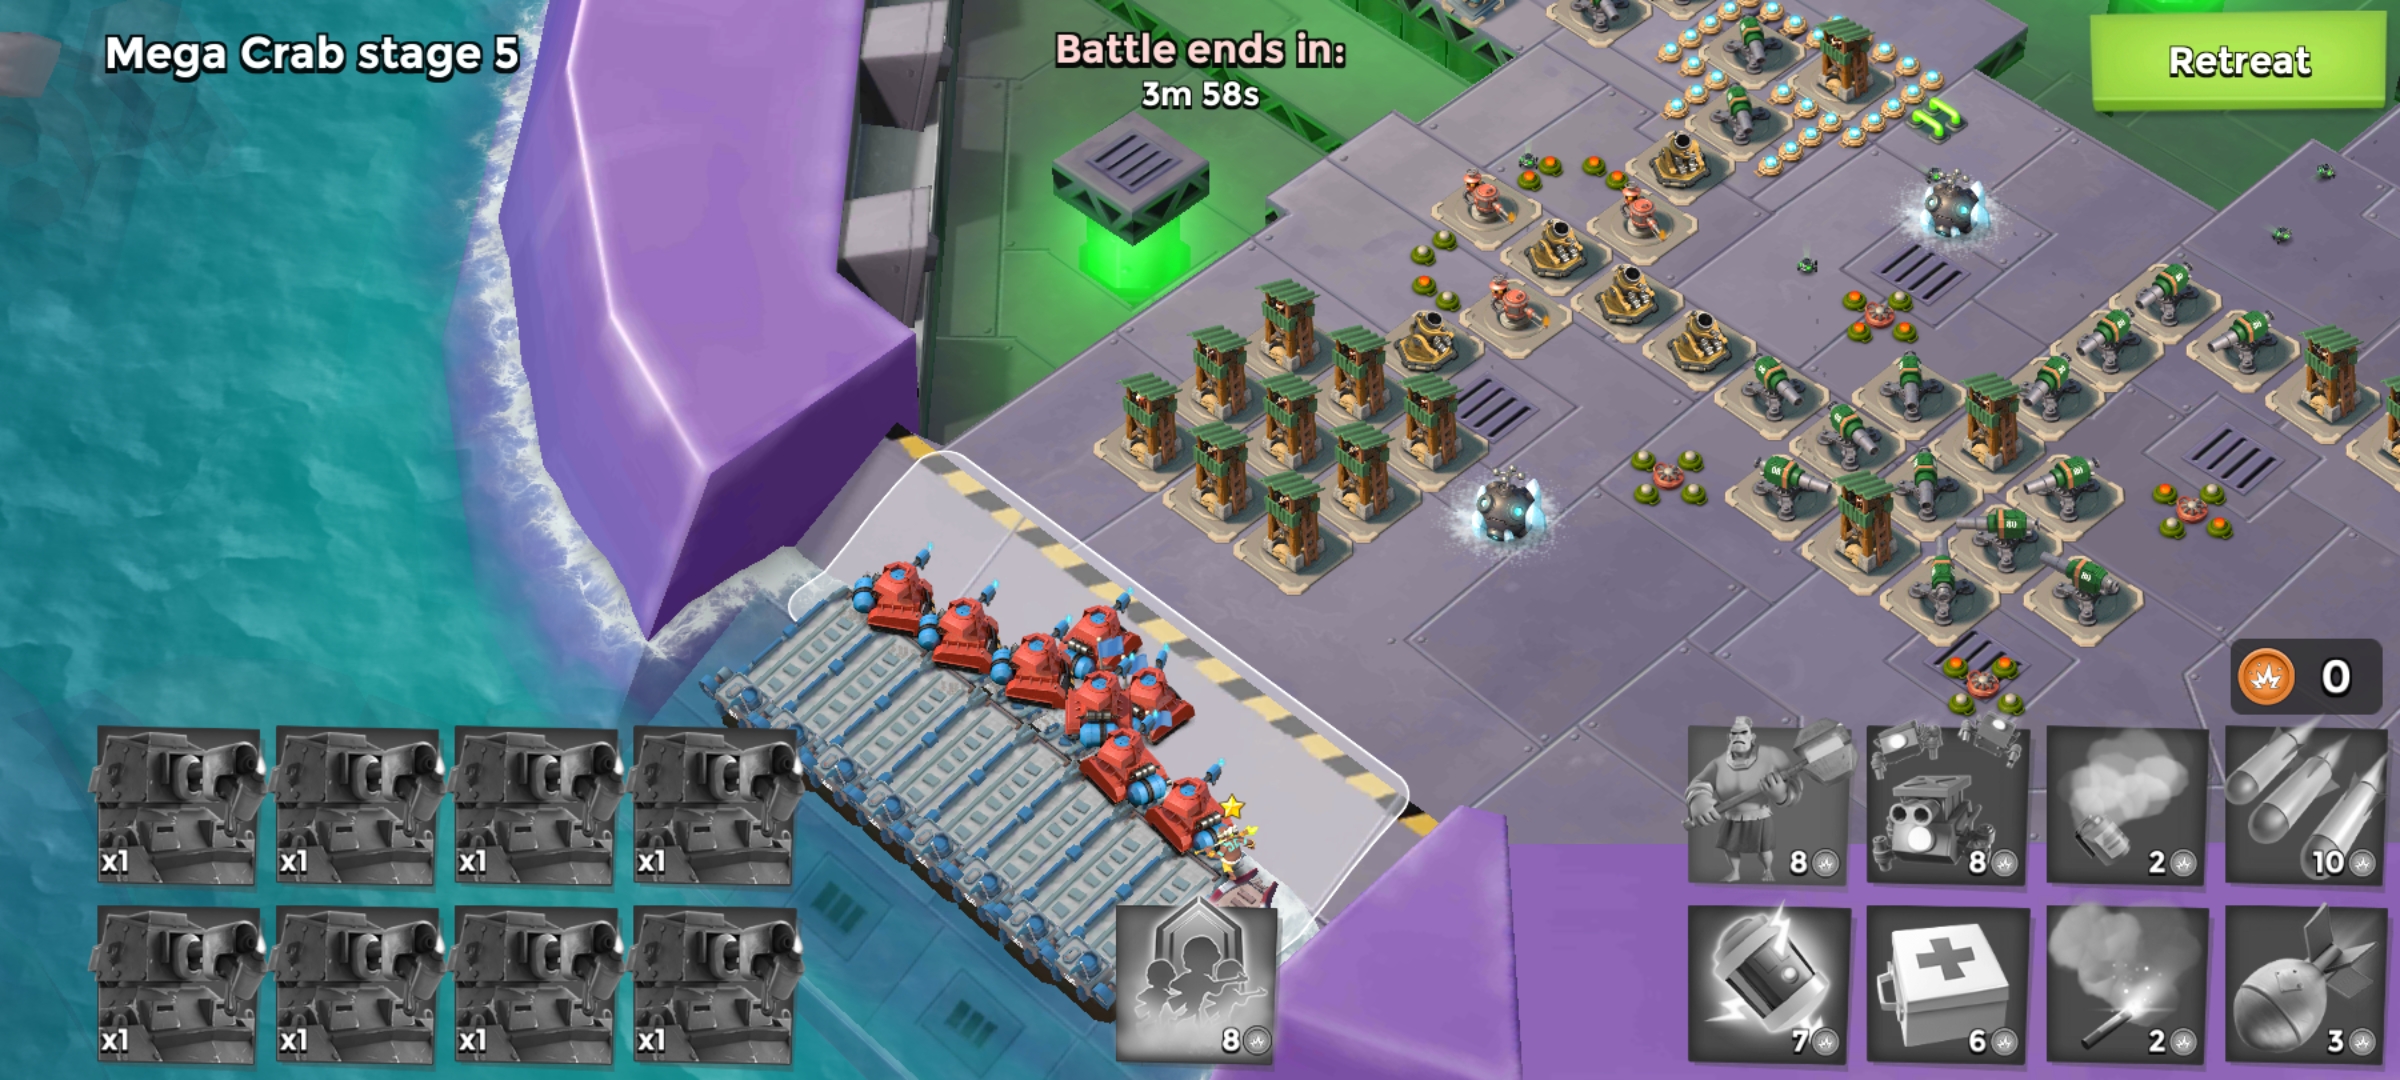 Mega Crab stage 5
Battle ends in:
3m 58s
Retreat
0
x1
x1
x1
x1
8
8
2
10
x1
x1
x1
x1
8
7
6
2
3